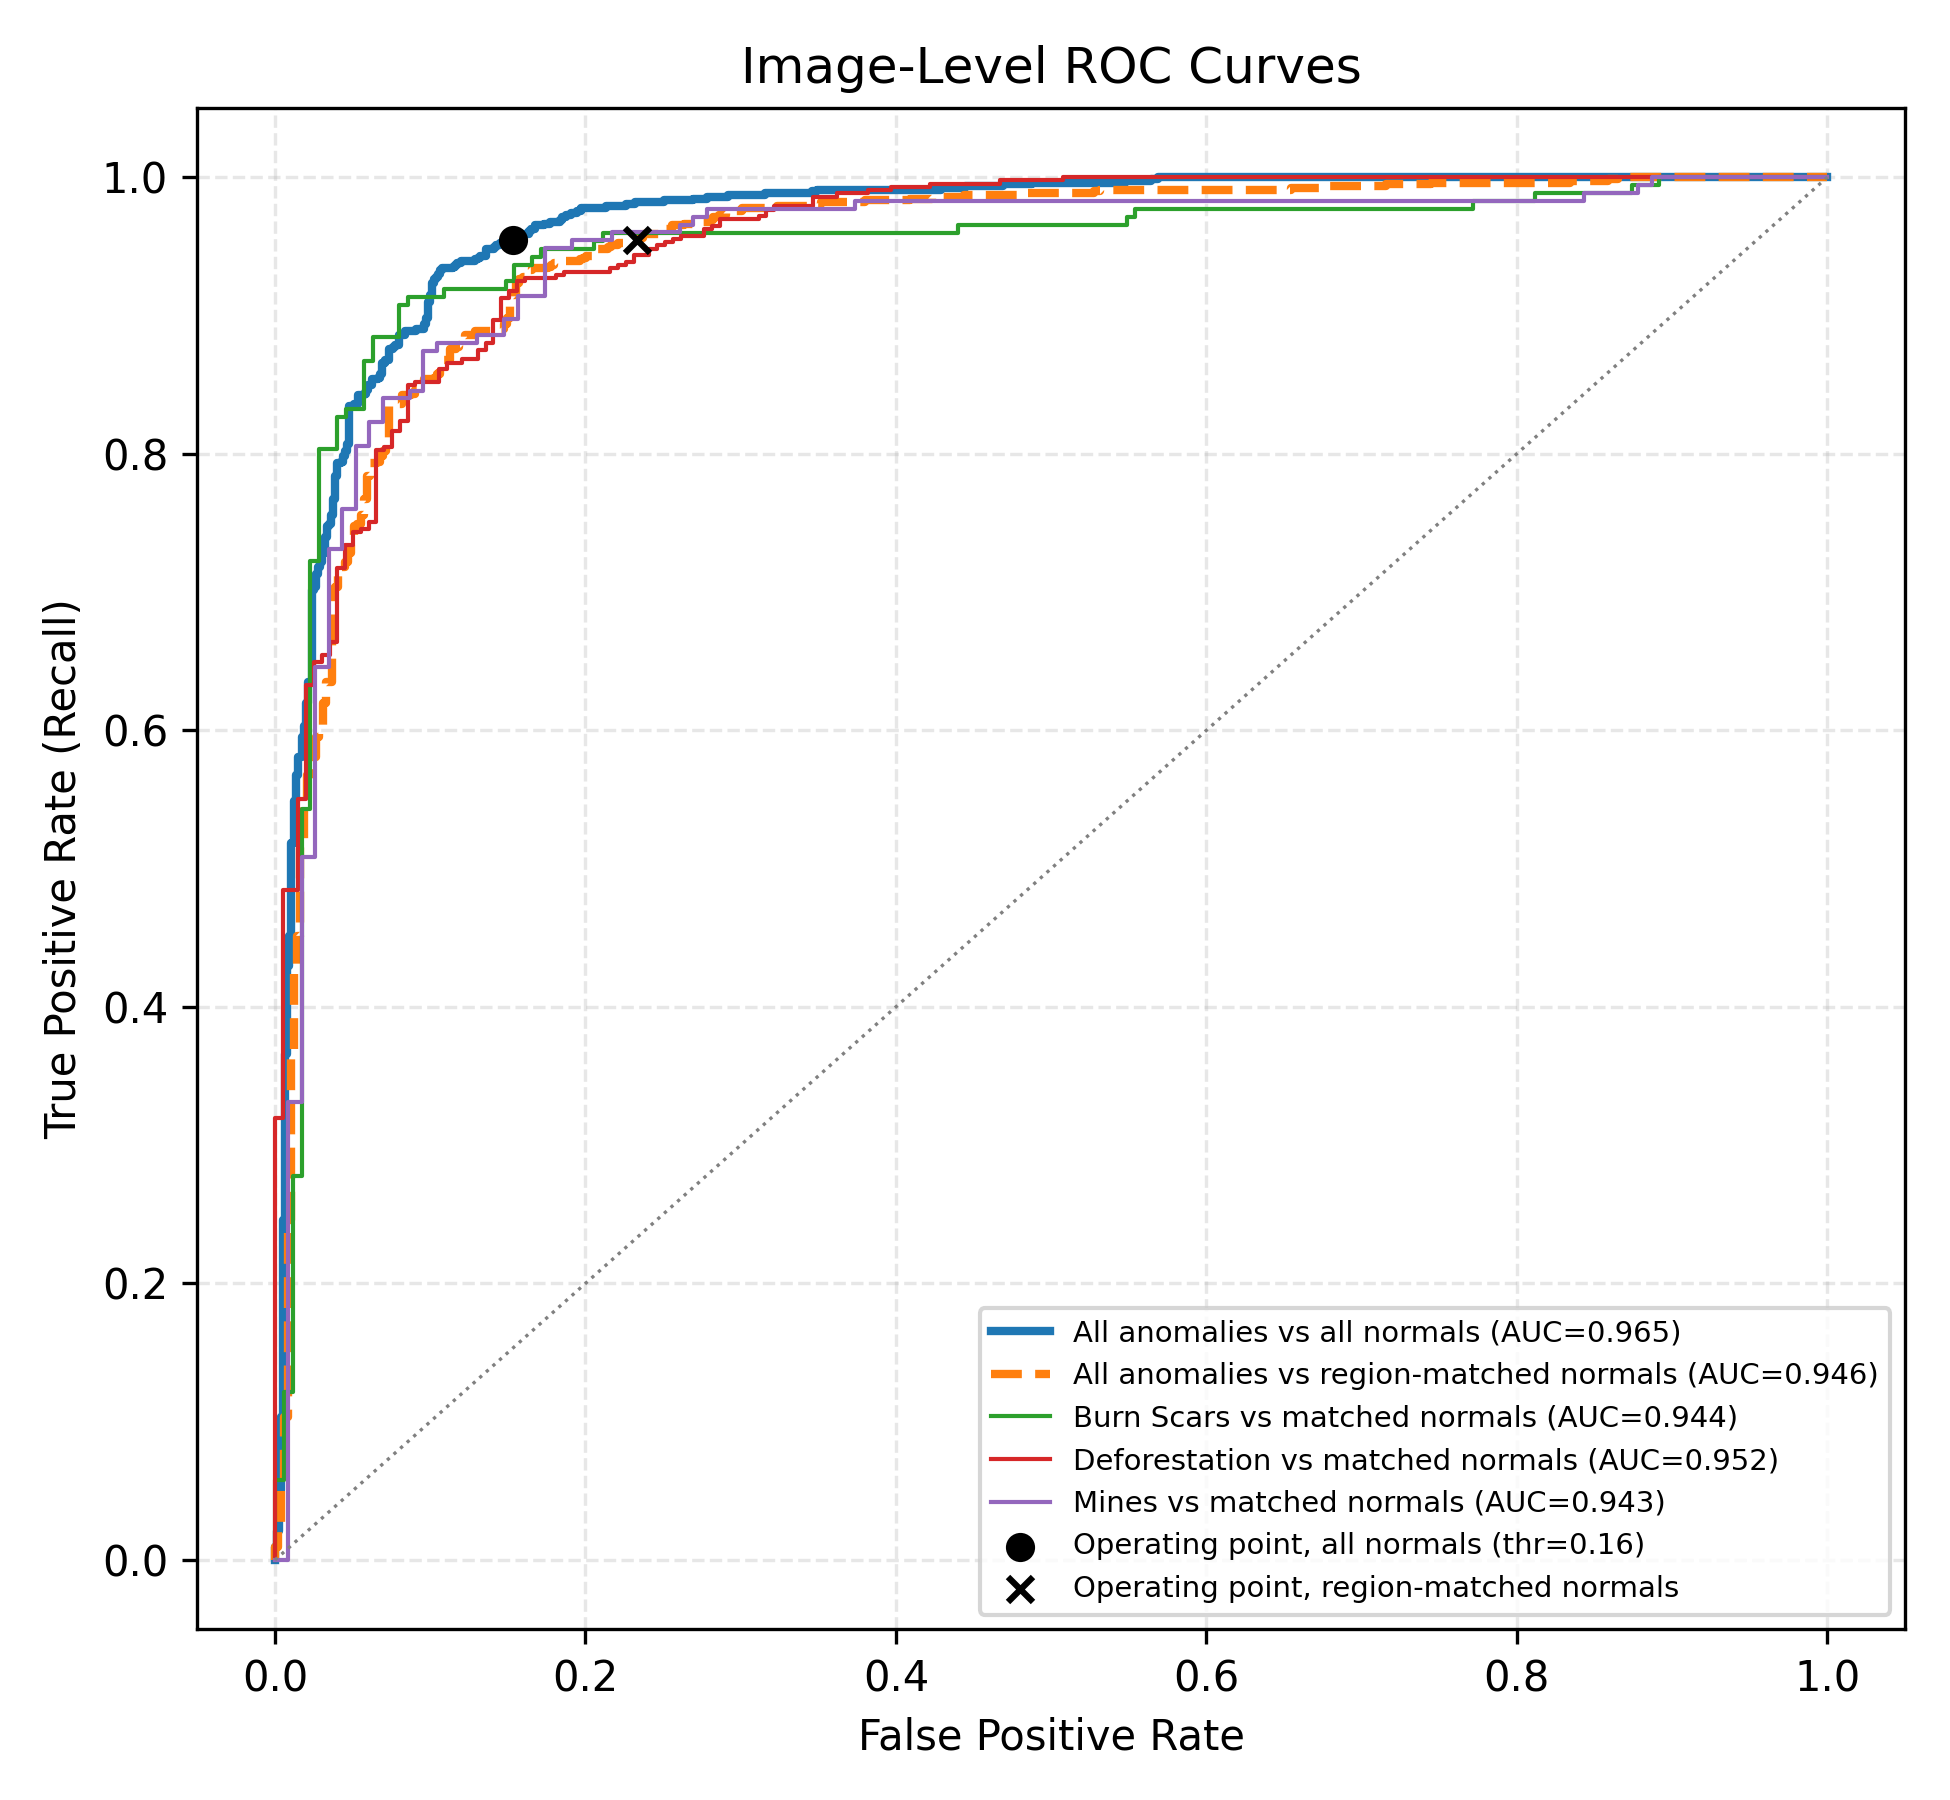 Image-Level ROC Curves
True Positive Rate (Recall)
1.0
0.8
0.6
0.4
0.2
0.0
0.0 0.2 0.4 0.6 0.8 1.0
False Positive Rate
All anomalies vs all normals (AUC=0.965)
All anomalies vs region-matched normals (AUC=0.946)
Burn Scars vs matched normals (AUC=0.944)
Deforestation vs matched normals (AUC=0.952)
Mines vs matched normals (AUC=0.943)
Operating point, all normals (thr=0.16)
Operating point, region-matched normals